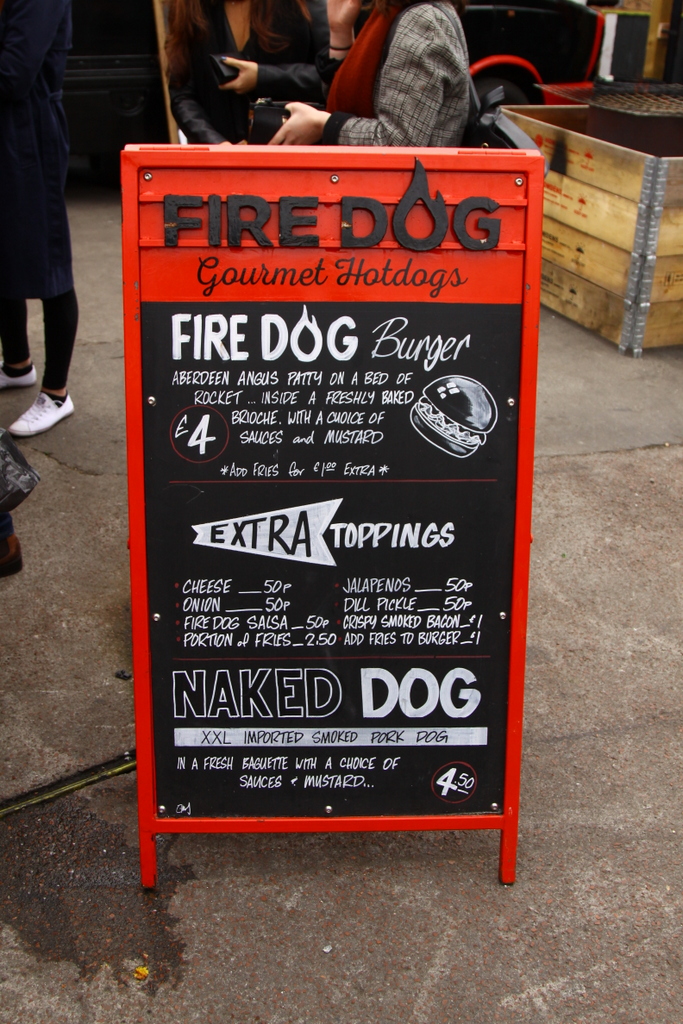 FIRE DOG
Gourmet Hotdogs
FIRE DOG Burger
ABERDEEN ANGUS PATTY ON A BED OF
ROCKET ... INSIDE A FRESHLY BAKED
£4 BRIOCHE. WITH A CHOICE OF
SAUCES and MUSTARD
*ADD FRIES for £1.00 EXTRA*
EXTRA TOPPINGS
CHEESE __ 50p JALAPENOS __ 50p
ONION __ 50p DILL PICKLE __ 50p
FIRE DOG SALSA _ 50p CRISPY SMOKED BACON _ £1
PORTION of FRIES _ 2.50 ADD FRIES TO BURGER _ £1
NAKED DOG
XXL IMPORTED SMOKED PORK DOG
IN A FRESH BAGUETTE WITH A CHOICE OF
SAUCES & MUSTARD...
4.50